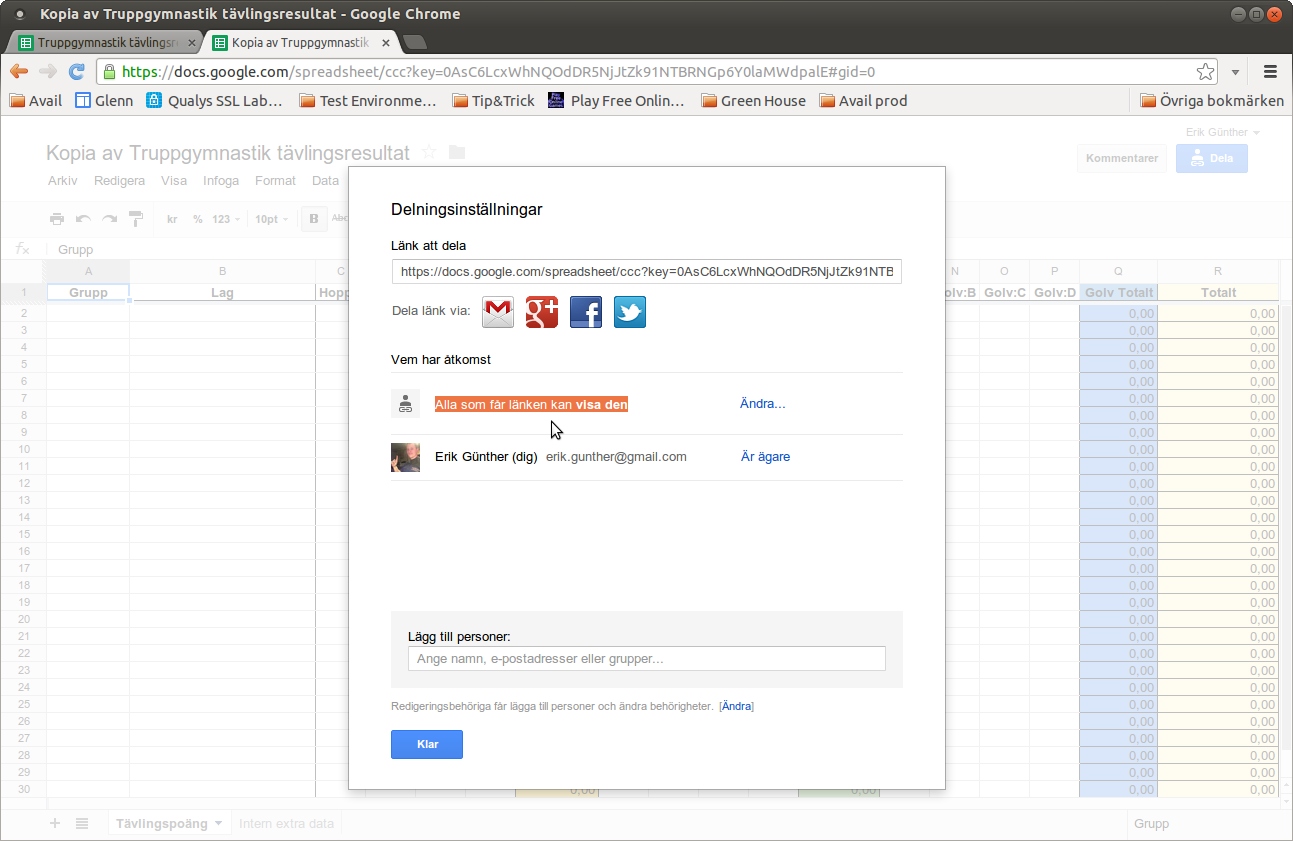 Kopia av Truppgymnastik tävlingsresultat - Google Chrome
Truppgymnastik tävlingsr
Kopia av Truppgymnastik
https://docs.google.com/spreadsheet/ccc?key=0AsC6LcxWhNQOdDR5NjJtZk91NTBRNGp6Y0laMWdpalE#gid=0
Avail Glenn Qualys SSL Lab... Test Environme... Tip&Trick Play Free Onlin... Green House Avail prod Övriga bokmärken
Erik Günther
Kopia av Truppgymnastik tävlingsresultat
Kommentarer Dela
Arkiv Redigera Visa Infoga Format Data
kr % 123 10pt B Abc
fx Grupp
A B C N O P Q R
1 Grupp Lag Hopp olv:B Golv:C Golv:D Golv Totalt Totalt
2 0,00 0,00
3 0,00 0,00
4 0,00 0,00
5 0,00 0,00
6 0,00 0,00
7 0,00 0,00
8 0,00 0,00
9 0,00 0,00
10 0,00 0,00
11 0,00 0,00
12 0,00 0,00
13 0,00 0,00
14 0,00 0,00
15 0,00 0,00
16 0,00 0,00
17 0,00 0,00
18 0,00 0,00
19 0,00 0,00
20 0,00 0,00
21 0,00 0,00
22 0,00 0,00
23 0,00 0,00
24 0,00 0,00
25 0,00 0,00
26 0,00 0,00
27 0,00 0,00
28 0,00 0,00
29 0,00 0,00
30 0,00 0,00 0,00 0,00
Delningsinställningar
Länk att dela
https://docs.google.com/spreadsheet/ccc?key=0AsC6LcxWhNQOdDR5NjJtZk91NTB
Dela länk via:
Vem har åtkomst
Alla som får länken kan visa den Ändra...
Erik Günther (dig) erik.gunther@gmail.com Är ägare
Lägg till personer:
Ange namn, e-postadresser eller grupper...
Redigeringsbehöriga får lägga till personer och ändra behörigheter. [Ändra]
Klar
+ Tävlingspoäng Intern extra data Grupp